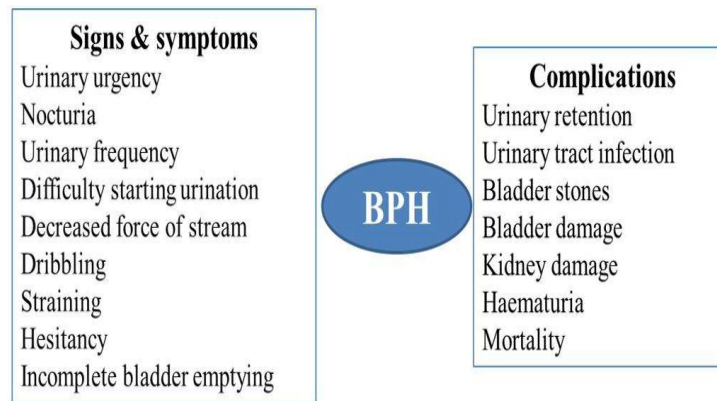 Signs & symptoms
Urinary urgency
Nocturia
Urinary frequency
Difficulty starting urination
Decreased force of stream
Dribbling
Straining
Hesitancy
Incomplete bladder emptying
BPH
Complications
Urinary retention
Urinary tract infection
Bladder stones
Bladder damage
Kidney damage
Haematuria
Mortality